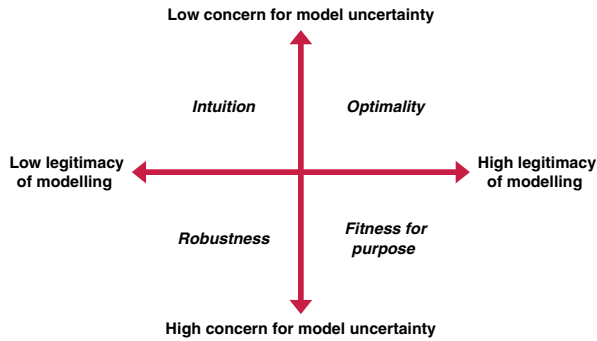 Low concern for model uncertainty
Intuition
Optimality
Low legitimacy
of modelling
High legitimacy
of modelling
Robustness
Fitness for
purpose
High concern for model uncertainty